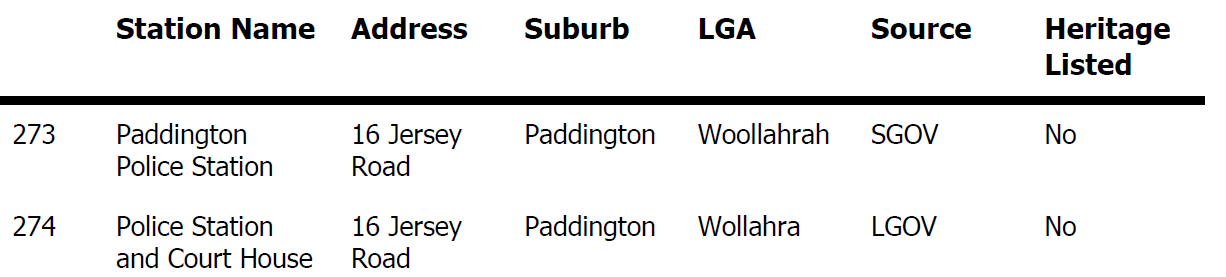 Station Name Address Suburb LGA Source Heritage
Listed
273 Paddington 16 Jersey Paddington Woollahrah SGOV No
Police Station Road
274 Police Station 16 Jersey Paddington Wollahra LGOV No
and Court House Road